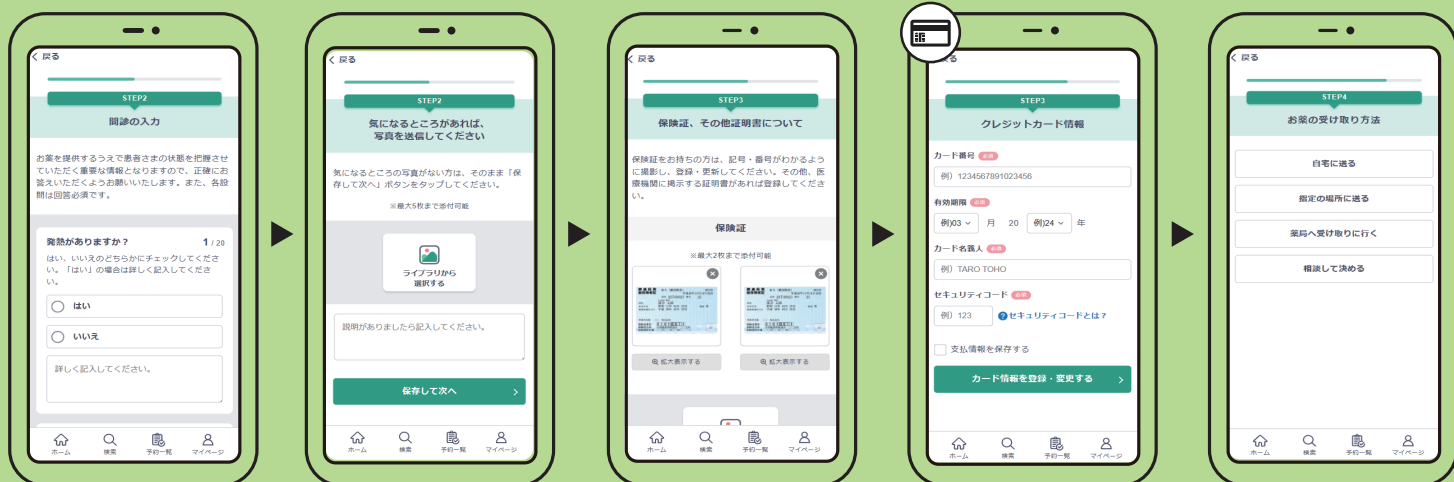 戻る
STEP2
問診の入力
お薬を提供するうえで患者さまの状態を把握させ
ていただく重要な情報となりますので、正確にお
答えいただくようお願いいたします。また、各設
問は回答必須です。
発熱がありますか？
1 / 20
はい、いいえのどちらかにチェックしてくださ
い。「はい」の場合は詳しく記入してくださ
い。
はい
いいえ
詳しく記入してください。
ホーム 検索 予約一覧 マイページ
戻る
STEP2
気になるところがあれば、
写真を送信してください
気になるところの写真がない方は、そのまま「保
存して次へ」ボタンをタップしてください。
※最大5枚まで添付可能
ライブラリから
選択する
説明がありましたら記入してください。
保存して次へ
ホーム 検索 予約一覧 マイページ
戻る
STEP3
保険証、その他証明書について
保険証をお持ちの方は、記号・番号がわかるよう
に撮影し、登録・更新してください。その他、医
療機関に掲示する証明書があれば登録してくださ
い。
保険証
※最大2枚まで添付可能
拡大表示する
拡大表示する
ホーム 検索 予約一覧 マイページ
戻る
STEP3
クレジットカード情報
カード番号 必須
例）1234567891023456
有効期限 必須
例)03 月 20 例)24 年
カード名義人 必須
例）TARO TOHO
セキュリティコード 必須
例）123 ?セキュリティコードとは？
支払情報を保存する
カード情報を登録・変更する
ホーム 検索 予約一覧 マイページ
戻る
STEP4
お薬の受け取り方法
自宅に送る
指定の場所に送る
薬局へ受け取りに行く
相談して決める
ホーム 検索 予約一覧 マイページ